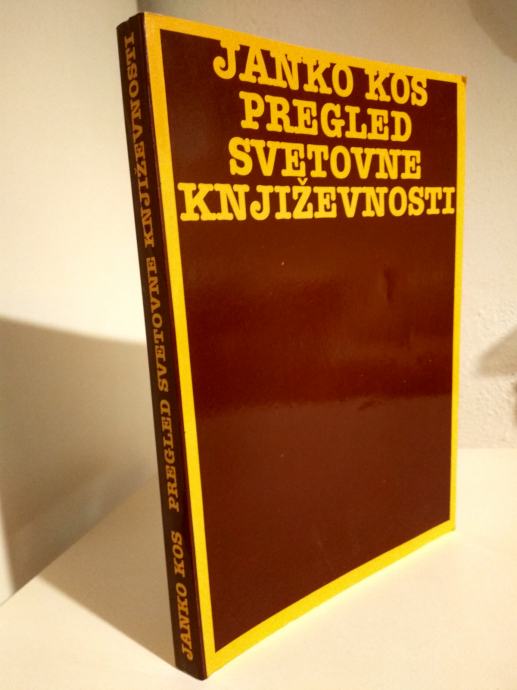 JANKO KOS
PREGLED
SVETOVNE
KNJIŽEVNOSTI
JANKO KOS PREGLED SVETOVNE KNJIŽEVNOSTI